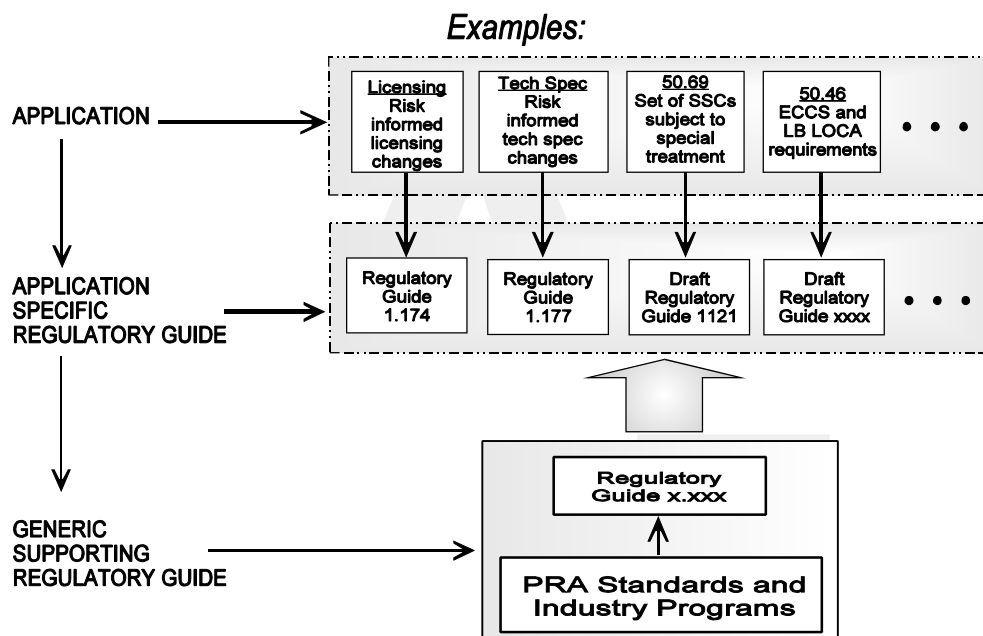 Examples:
APPLICATION
Licensing
Risk
informed
licensing
changes
Tech Spec
Risk
informed
tech spec
changes
50.69
Set of SSCs
subject to
special
treatment
50.46
ECCS and
LB LOCA
requirements
• • •
APPLICATION
SPECIFIC
REGULATORY GUIDE
Regulatory
Guide
1.174
Regulatory
Guide
1.177
Draft
Regulatory
Guide 1121
Draft
Regulatory
Guide xxxx
• • •
GENERIC
SUPPORTING
REGULATORY GUIDE
Regulatory
Guide x.xxx
PRA Standards and
Industry Programs